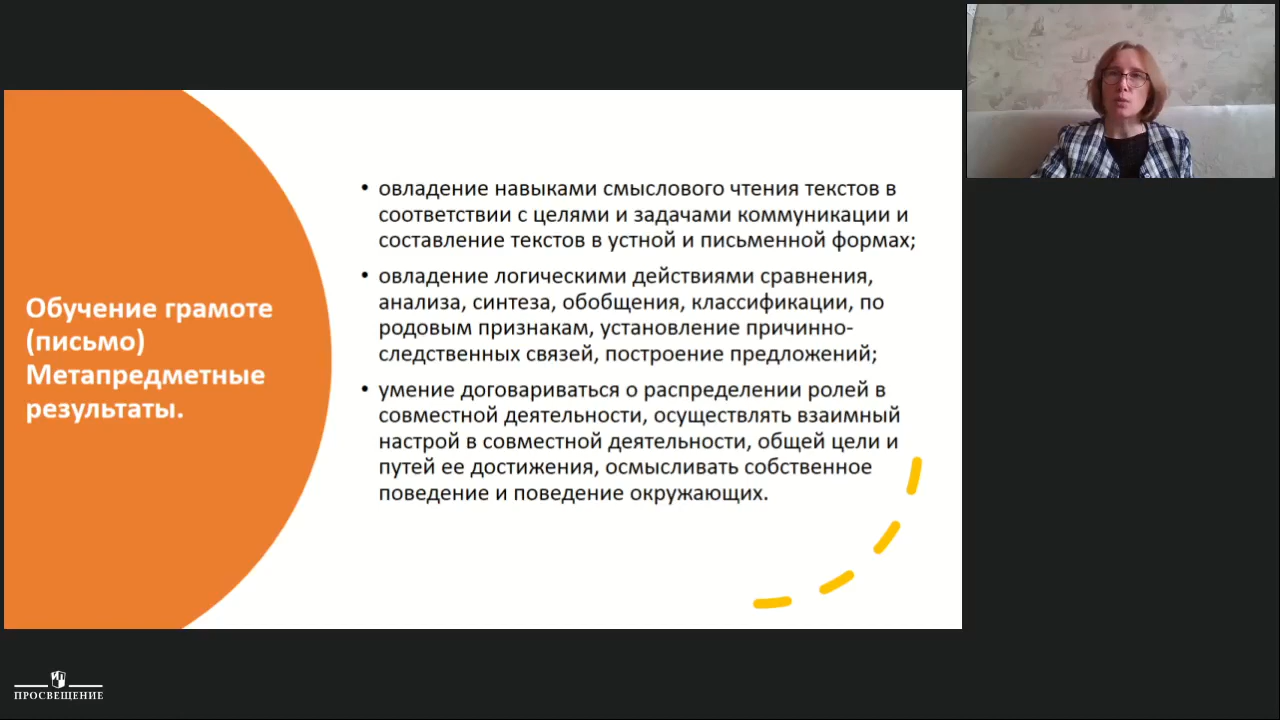 Обучение грамоте
(письмо)
Метапредметные
результаты.
• овладение навыками смыслового чтения текстов в
соответствии с целями и задачами коммуникации и
составление текстов в устной и письменной формах;
• овладение логическими действиями сравнения,
анализа, синтеза, обобщения, классификации, по
родовым признакам, установление причинно-
следственных связей, построение предложений;
• умение договариваться о распределении ролей в
совместной деятельности, осуществлять взаимный
настрой в совместной деятельности, общей цели и
путей ее достижения, осмысливать собственное
поведение и поведение окружающих.
ПРОСВЕЩЕНИЕ